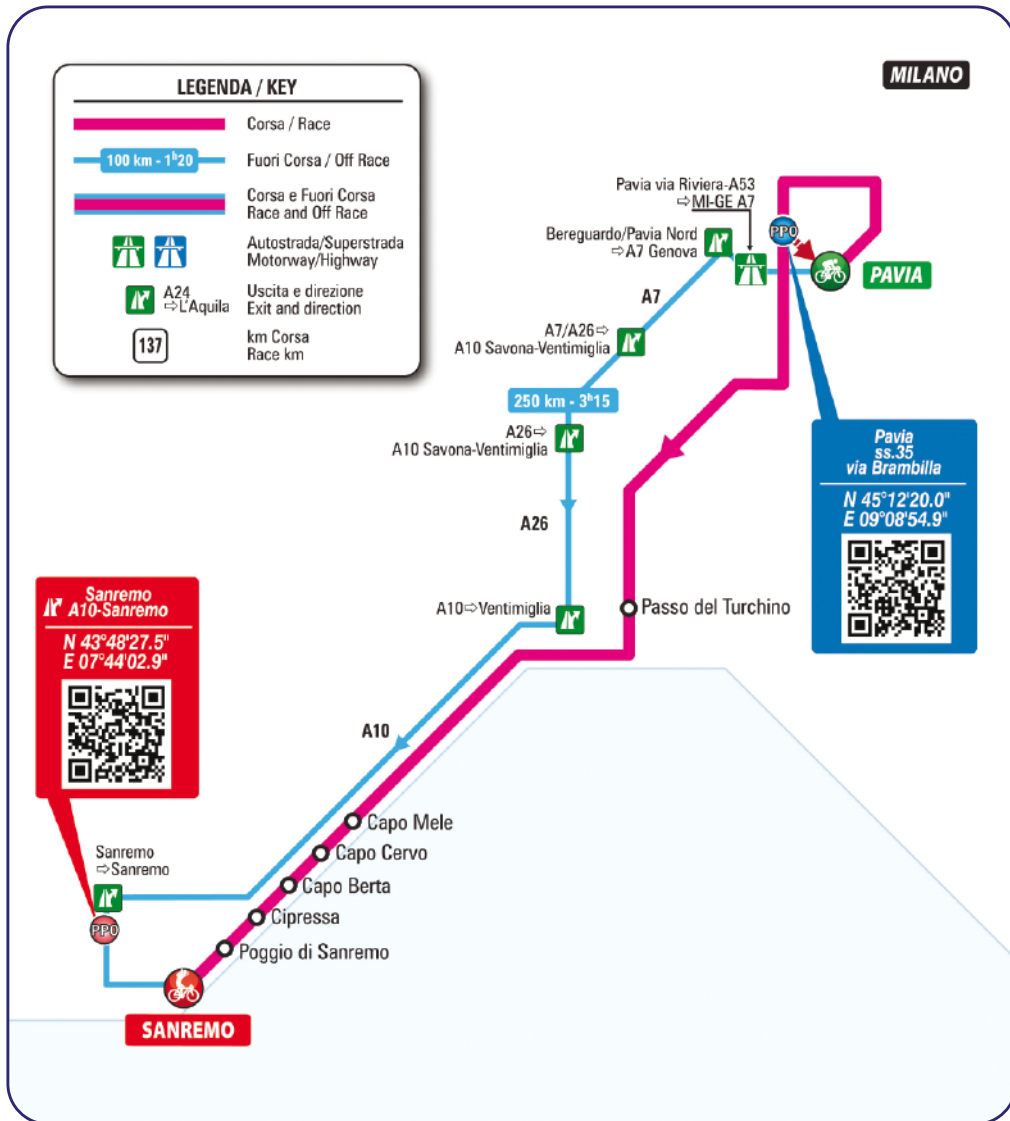 MILANO
LEGENDA / KEY
Corsa / Race
100 km - 1h20
Fuori Corsa / Off Race
Corsa e Fuori Corsa
Race and Off Race
Autostrada/Superstrada
Motorway/Highway
A24
⇨L'Aquila
Uscita e direzione
Exit and direction
137
km Corsa
Race km
Pavia via Riviera-A53
⇨MI-GE A7
PPO
Bereguardo/Pavia Nord
⇨A7 Genova
PAVIA
A7
A7/A26⇨
A10 Savona-Ventimiglia
250 km - 3h15
A26⇨
A10 Savona-Ventimiglia
Pavia
ss.35
via Brambilla
N 45°12'20.0"
E 09°08'54.9"
A26
Sanremo
A10-Sanremo
N 43°48'27.5"
E 07°44'02.9"
A10⇨Ventimiglia
Passo del Turchino
A10
Capo Mele
Capo Cervo
Capo Berta
Cipressa
Poggio di Sanremo
Sanremo
⇨Sanremo
PPO
SANREMO